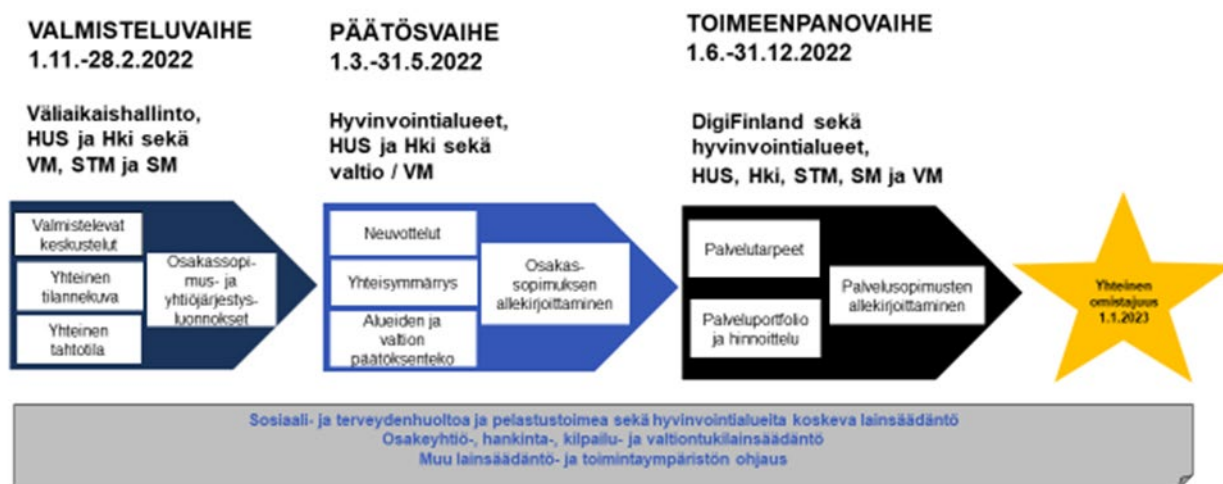 VALMISTELUVAIHE
1.11.-28.2.2022
Väliaikaishallinto,
HUS ja Hki sekä
VM, STM ja SM
Valmistelevat
keskustelut
Yhteinen
tilannekuva
Yhteinen
tahtotila
Osakassopi-
mus- ja
yhtiöjärjestys-
luonnokset
PÄÄTÖSVAIHE
1.3.-31.5.2022
Hyvinvointialueet,
HUS ja Hki sekä
valtio / VM
Neuvottelut
Yhteisymmärrys
Alueiden ja
valtion
päätöksenteko
Osakas-
sopimuksen
allekirjoittaminen
TOIMEENPANOVAIHE
1.6.-31.12.2022
DigiFinland sekä
hyvinvointialueet,
HUS, Hki, STM, SM ja VM
Palvelutarpeet
Palveluportfolio
ja hinnoittelu
Palvelusopimusten
allekirjoittaminen
Yhteinen
omistajuus
1.1.2023
Sosiaali- ja terveydenhuoltoa ja pelastustoimea sekä hyvinvointialueita koskeva lainsäädäntö
Osakeyhtiö-, hankinta-, kilpailu- ja valtiontukilainsäädäntö
Muu lainsäädäntö- ja toimintaympäristön ohjaus